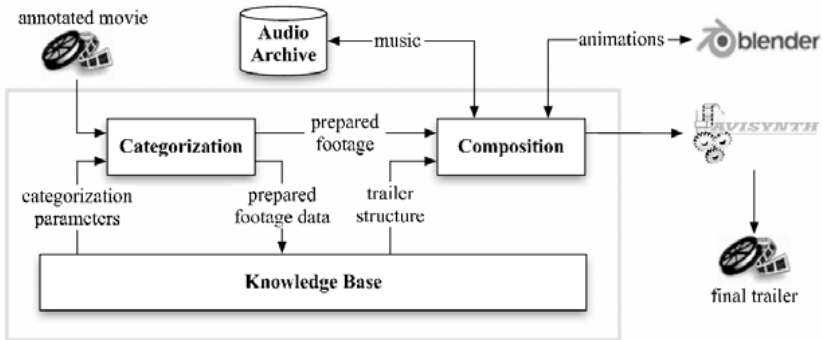 annotated movie
Audio
Archive
music
animations
blender
Categorization
prepared
footage
Composition
AVISYNTH
categorization
parameters
prepared
footage data
trailer
structure
Knowledge Base
final trailer